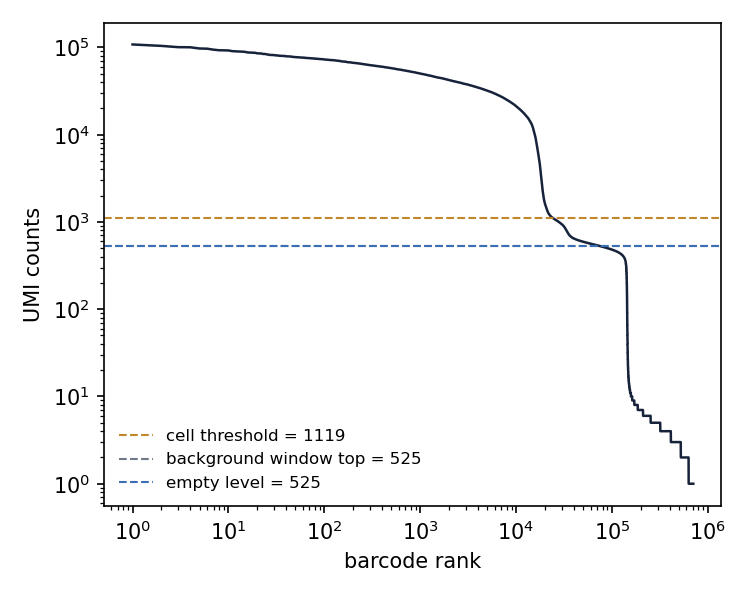 UMI counts
10⁵
10⁴
10³
10²
10¹
10⁰
cell threshold = 1119
background window top = 525
empty level = 525
10⁰ 10¹ 10² 10³ 10⁴ 10⁵ 10⁶
barcode rank